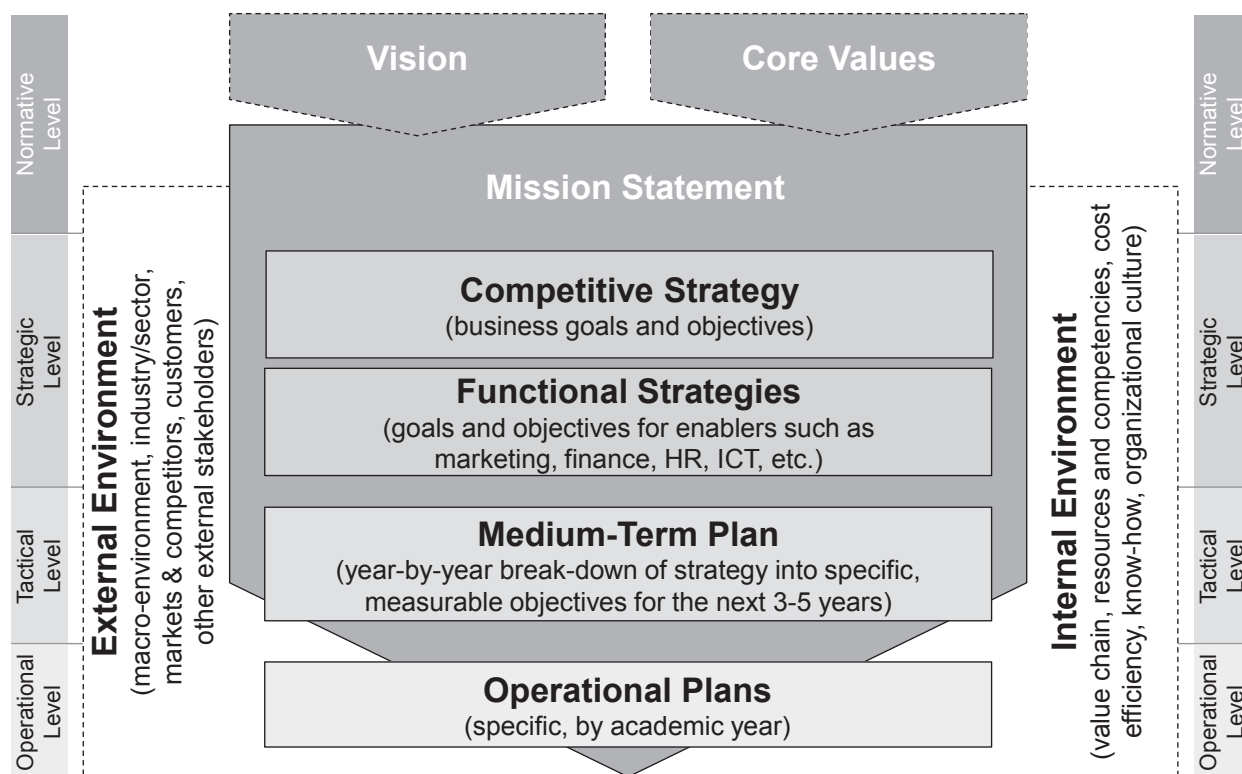 Vision
Core Values
Mission Statement
Competitive Strategy
(business goals and objectives)
Functional Strategies
(goals and objectives for enablers such as
marketing, finance, HR, ICT, etc.)
Medium-Term Plan
(year-by-year break-down of strategy into specific,
measurable objectives for the next 3-5 years)
Operational Plans
(specific, by academic year)
Normative
Level
Strategic
Level
Tactical
Level
Operational
Level
External Environment
(macro-environment, industry/sector,
markets & competitors, customers,
other external stakeholders)
Internal Environment
(value chain, resources and competencies, cost
efficiency, know-how, organizational culture)
Normative
Level
Strategic
Level
Tactical
Level
Operational
Level